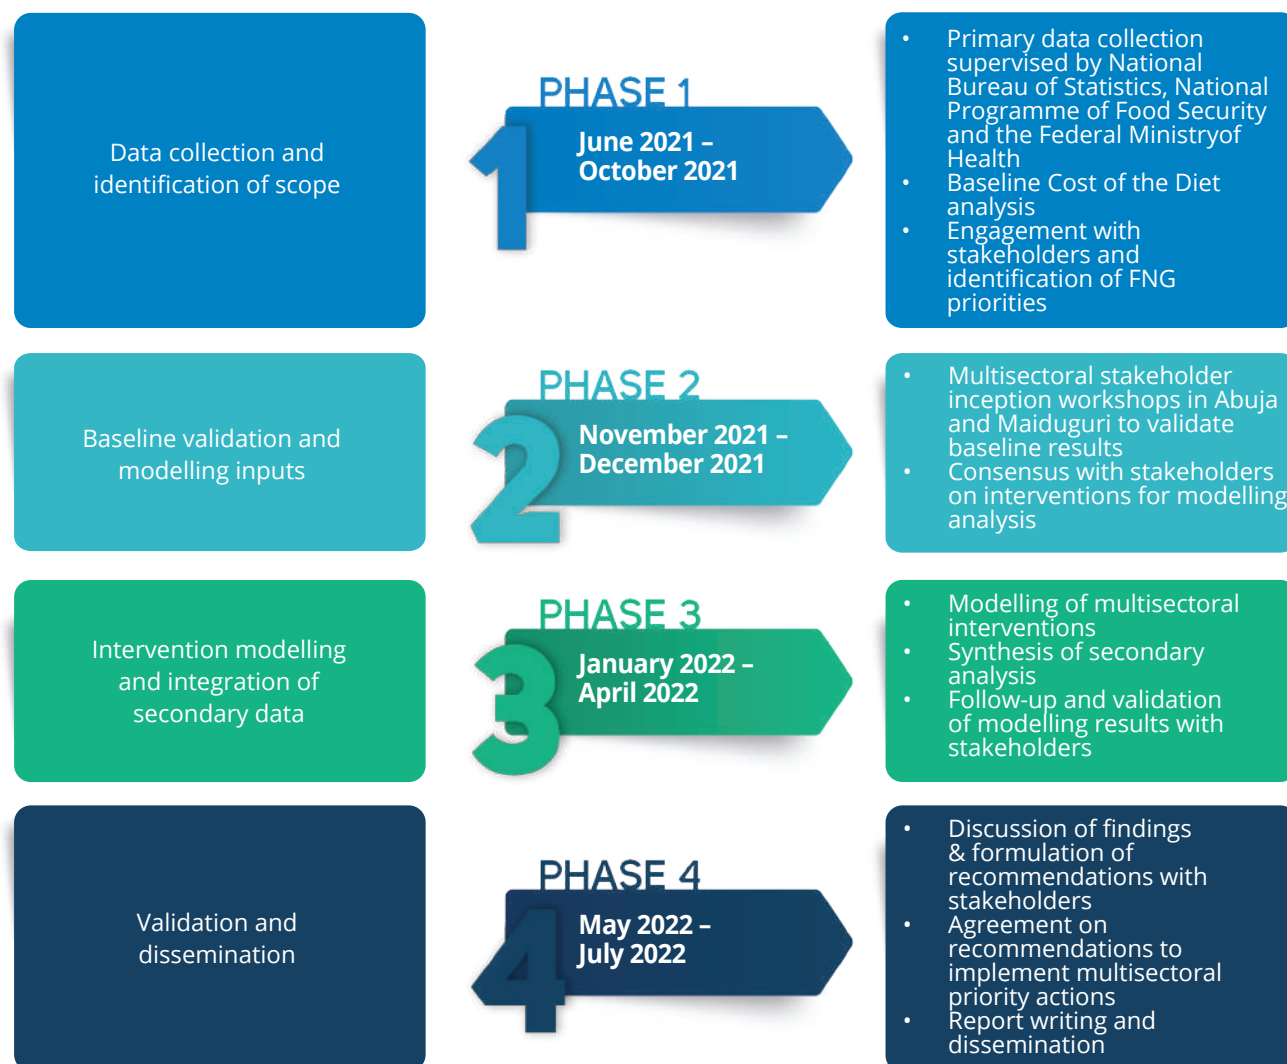 Data collection and
identification of scope
PHASE 1
1
June 2021 –
October 2021
• Primary data collection
supervised by National
Bureau of Statistics, National
Programme of Food Security
and the Federal Ministryof
Health
• Baseline Cost of the Diet
analysis
• Engagement with
stakeholders and
identification of FNG
priorities
Baseline validation and
modelling inputs
PHASE 2
2
November 2021 –
December 2021
• Multisectoral stakeholder
inception workshops in Abuja
and Maiduguri to validate
baseline results
• Consensus with stakeholders
on interventions for modelling
analysis
Intervention modelling
and integration of
secondary data
PHASE 3
3
January 2022 –
April 2022
• Modelling of multisectoral
interventions
• Synthesis of secondary
analysis
• Follow-up and validation
of modelling results with
stakeholders
Validation and
dissemination
PHASE 4
4
May 2022 –
July 2022
• Discussion of findings
& formulation of
recommendations with
stakeholders
• Agreement on
recommendations to
implement multisectoral
priority actions
• Report writing and
dissemination